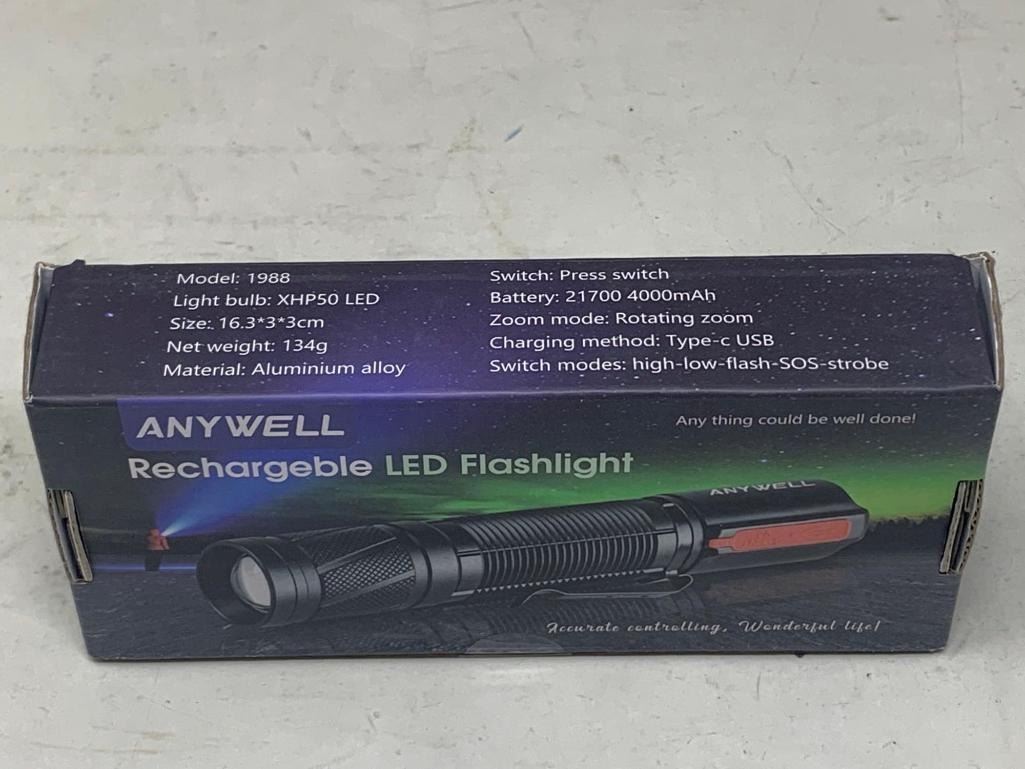 Model: 1988
Light bulb: XHP50 LED
Size: 16.3*3*3cm
Net weight: 134g
Material: Aluminium alloy
Switch: Press switch
Battery: 21700 4000mAh
Zoom mode: Rotating zoom
Charging method: Type-c USB
Switch modes: high-low-flash-SOS-strobe
ANYWELL
Any thing could be well done!
Rechargeble LED Flashlight
ANYWELL
Accurate controlling, Wonderful life!